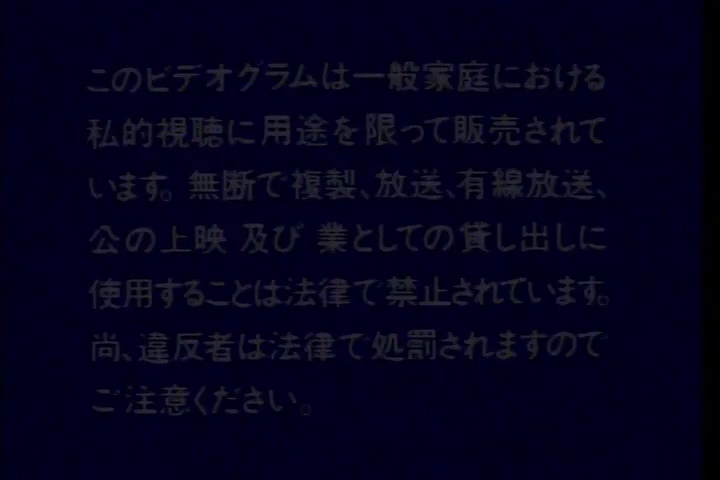 このビデオグラムは一般家庭における
私的視聴に用途を限って販売されて
います。無断で複製、放送、有線放送、
公の上映 及び 業としての貸し出しに
使用することは法律で禁止されています。
尚、違反者は法律で処罰されますので
ご注意ください。